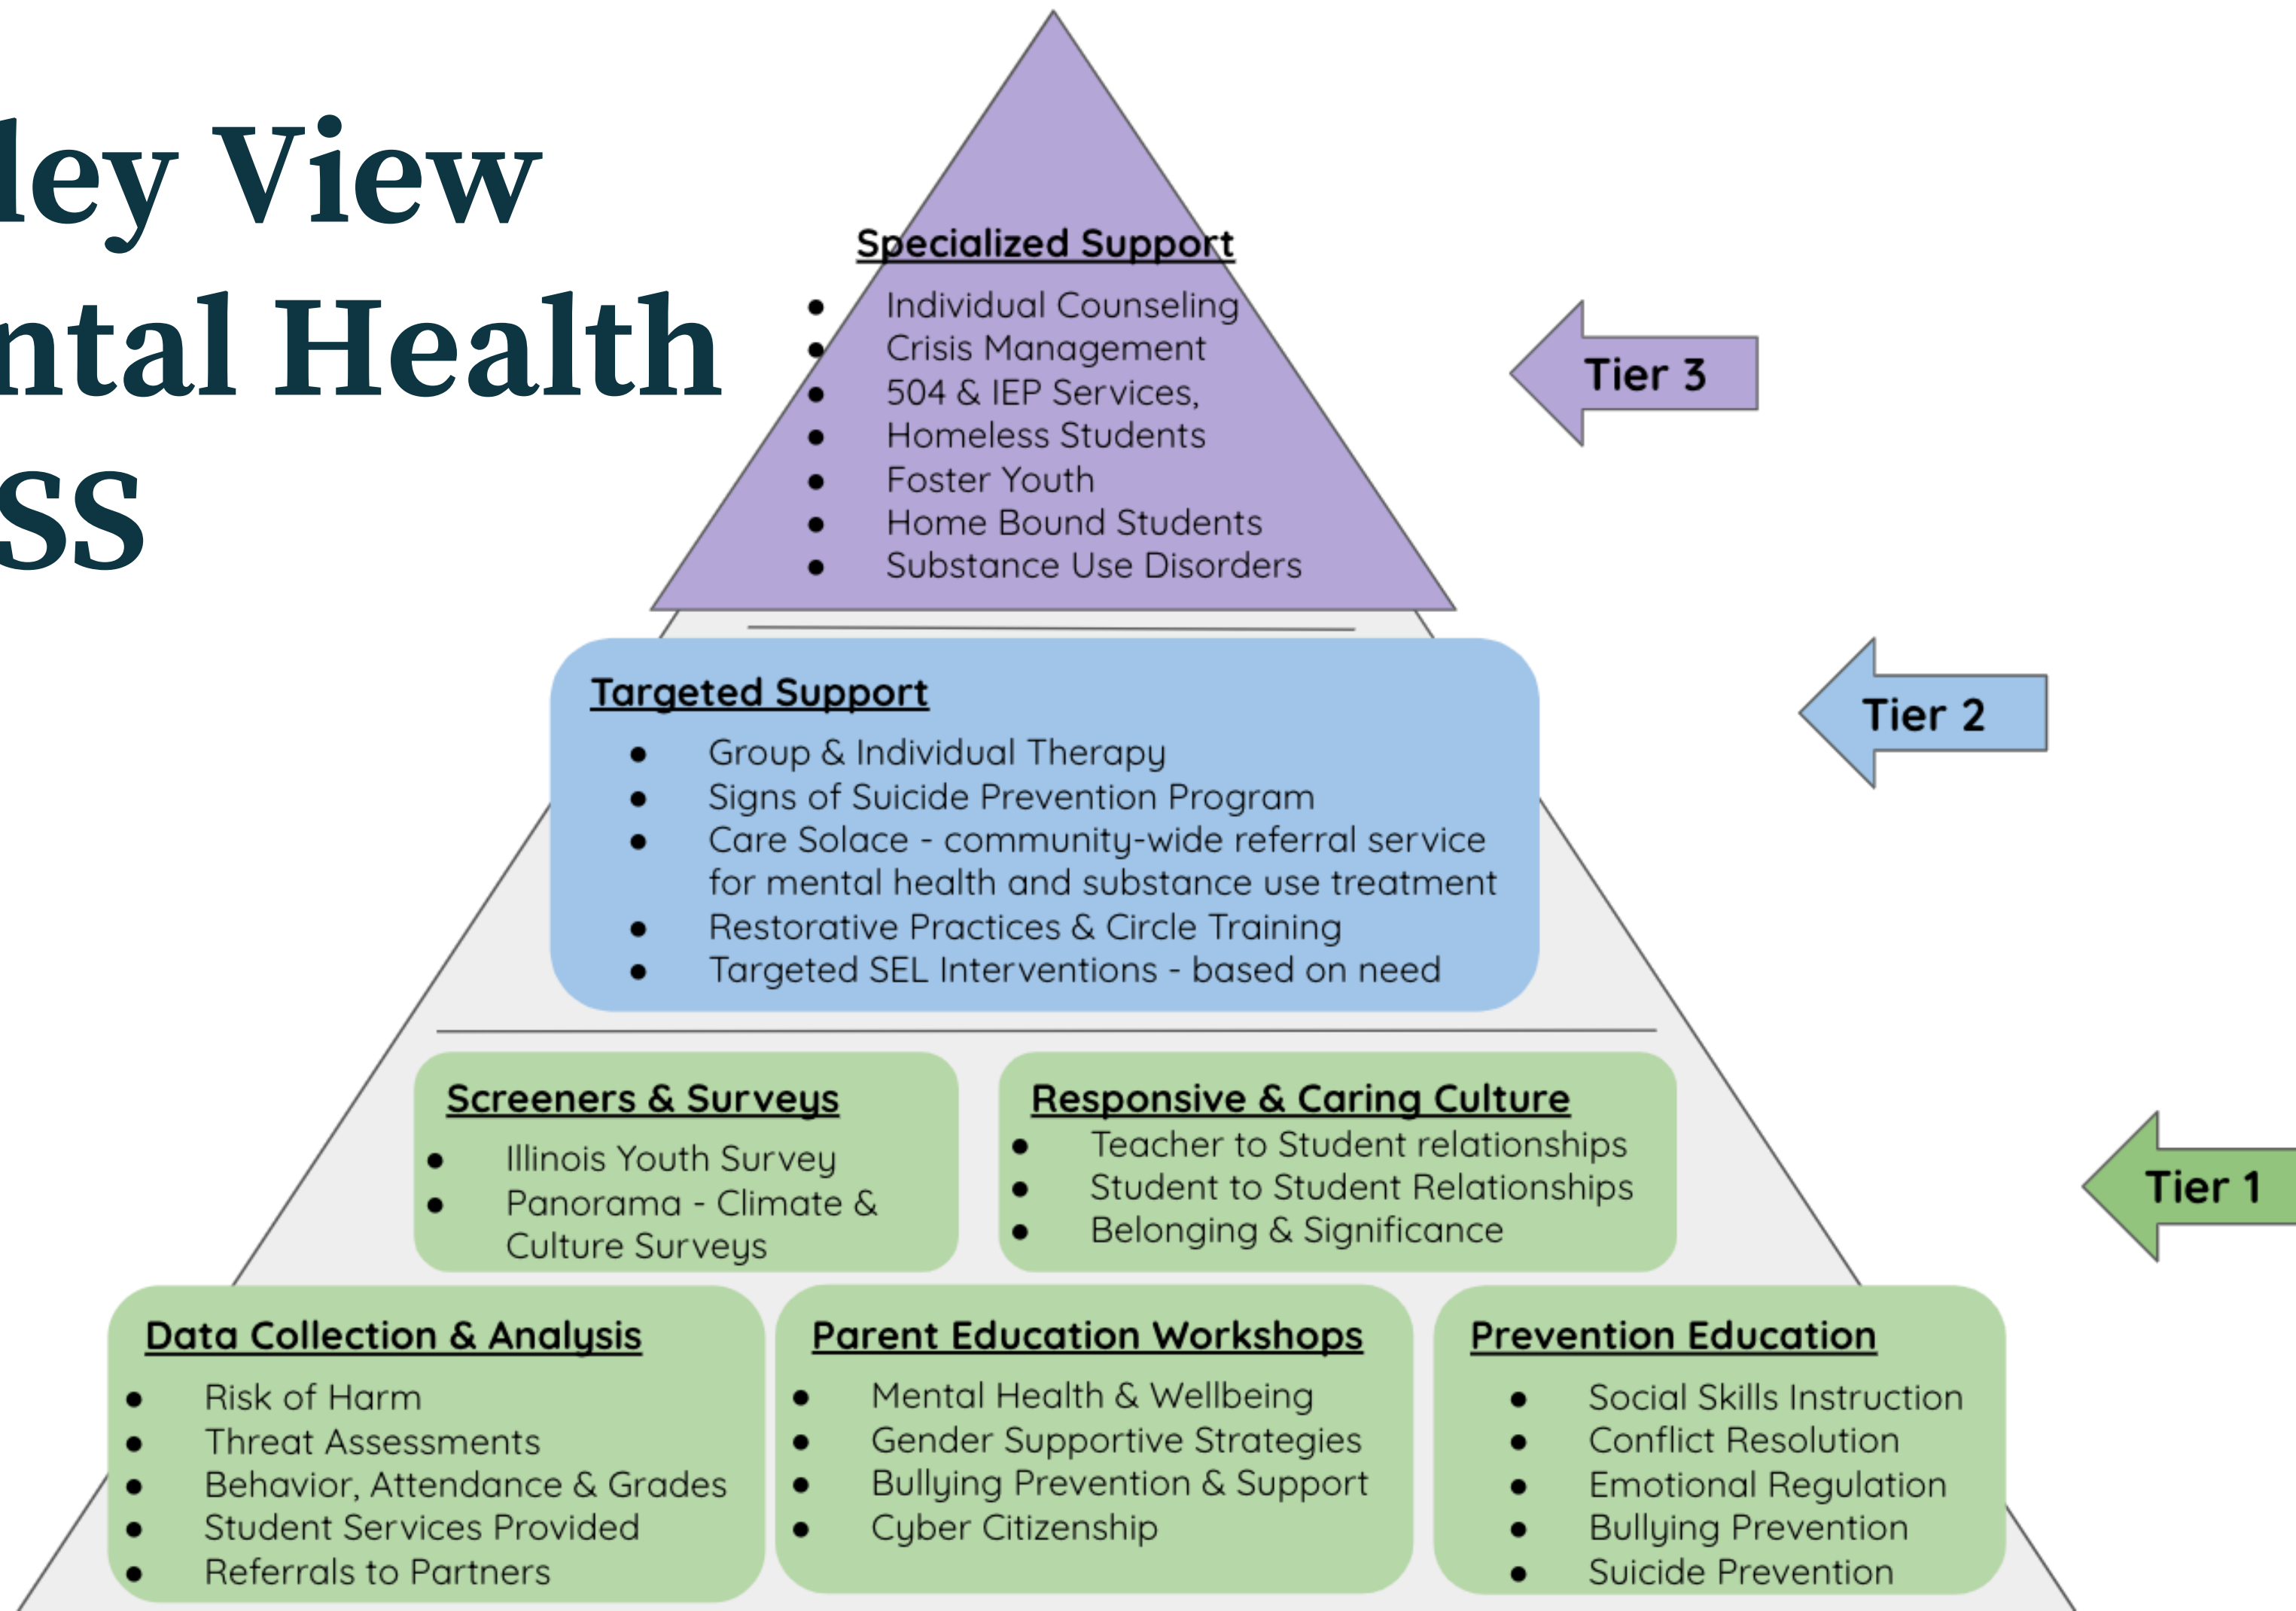 ley View
ntal Health
SS
Specialized Support
● Individual Counseling
● Crisis Management
● 504 & IEP Services,
● Homeless Students
● Foster Youth
● Home Bound Students
● Substance Use Disorders
Tier 3
Targeted Support
● Group & Individual Therapy
● Signs of Suicide Prevention Program
● Care Solace - community-wide referral service
for mental health and substance use treatment
● Restorative Practices & Circle Training
● Targeted SEL Interventions - based on need
Tier 2
Screeners & Surveys
● Illinois Youth Survey
● Panorama - Climate &
Culture Surveys
Responsive & Caring Culture
● Teacher to Student relationships
● Student to Student Relationships
● Belonging & Significance
Tier 1
Data Collection & Analysis
● Risk of Harm
● Threat Assessments
● Behavior, Attendance & Grades
● Student Services Provided
● Referrals to Partners
Parent Education Workshops
● Mental Health & Wellbeing
● Gender Supportive Strategies
● Bullying Prevention & Support
● Cyber Citizenship
Prevention Education
● Social Skills Instruction
● Conflict Resolution
● Emotional Regulation
● Bullying Prevention
● Suicide Prevention